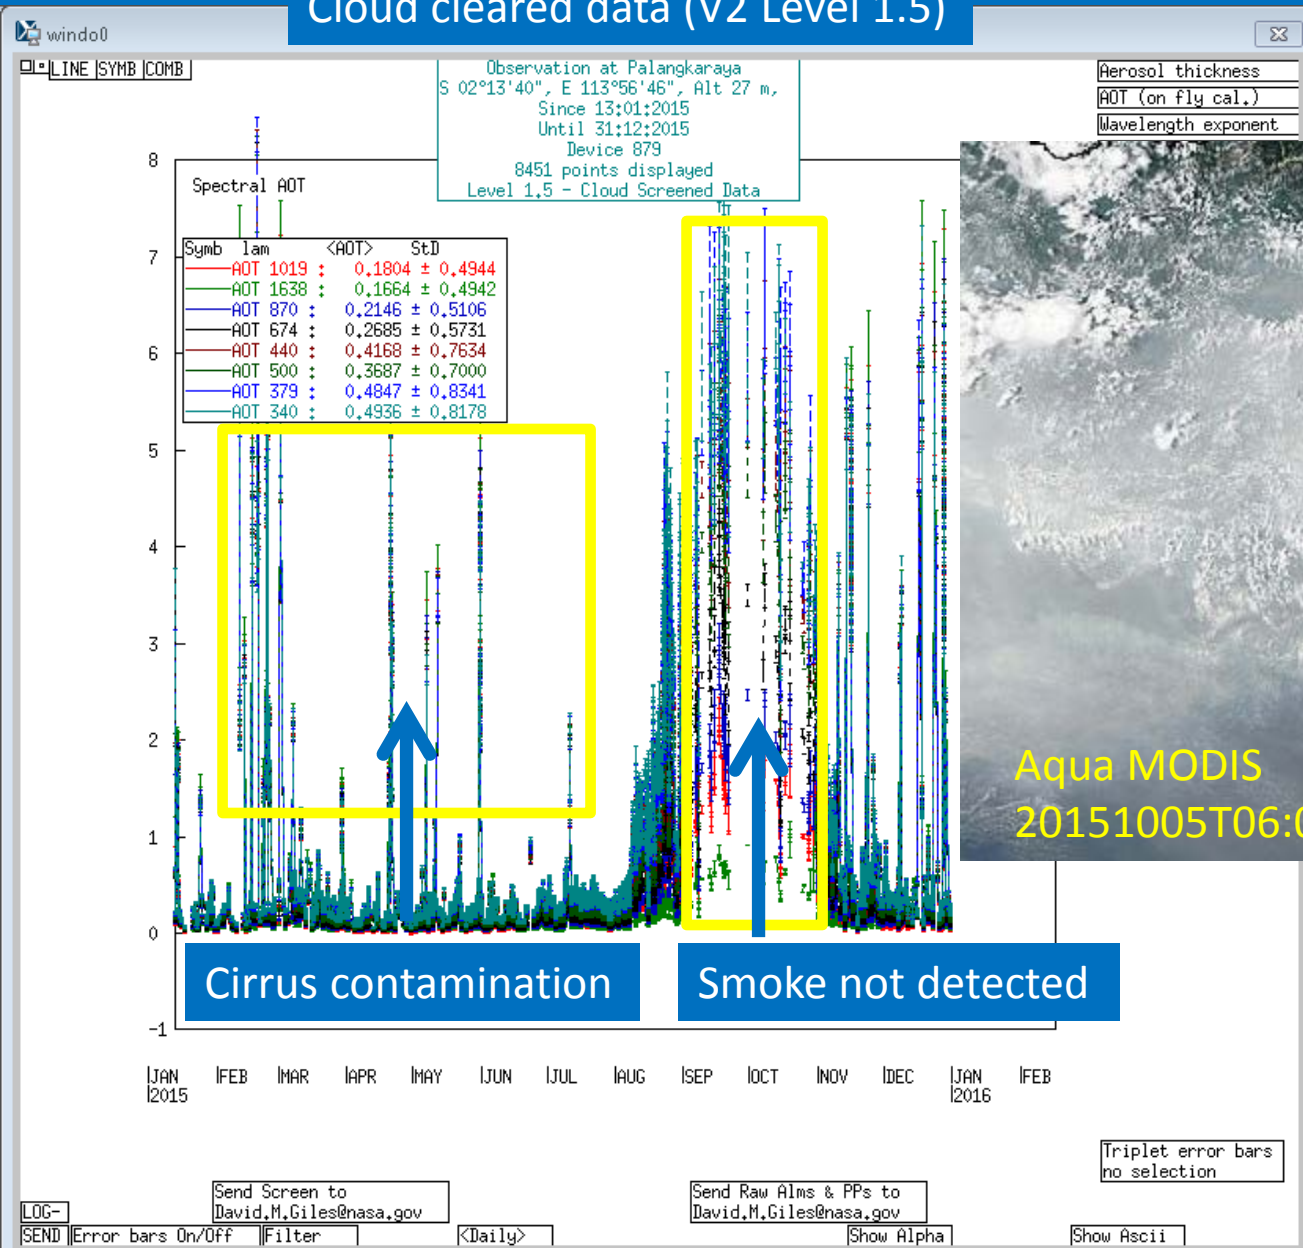 Cloud cleared data (V2 Level 1.5)
windo0
LINE SYMB COMB
Observation at Palangkaraya
S 02°13'40", E 113°56'46", Alt 27 m,
Since 13:01:2015
Until 31:12:2015
Device 879
8451 points displayed
Level 1.5 - Cloud Screened Data
Aerosol thickness
AOT (on fly cal.)
Wavelength exponent
Spectral AOT
Symb lam <AOT> StD
AOT 1019 : 0.1804 ± 0.4944
AOT 1638 : 0.1664 ± 0.4942
AOT 870 : 0.2146 ± 0.5106
AOT 674 : 0.2685 ± 0.5731
AOT 440 : 0.4168 ± 0.7634
AOT 500 : 0.3687 ± 0.7000
AOT 379 : 0.4847 ± 0.8341
AOT 340 : 0.4936 ± 0.8178
8
7
6
5
4
3
2
1
0
-1
Aqua MODIS
20151005T06:0
Cirrus contamination
Smoke not detected
JAN FEB MAR APR MAY JUN JUL AUG SEP OCT NOV DEC JAN FEB
2015 2016
Triplet error bars
no selection
Send Screen to
David.M.Giles@nasa.gov
Send Raw Alms & PPs to
David.M.Giles@nasa.gov
LOG-
SEND Error bars On/Off Filter <Daily> Show Alpha Show Ascii